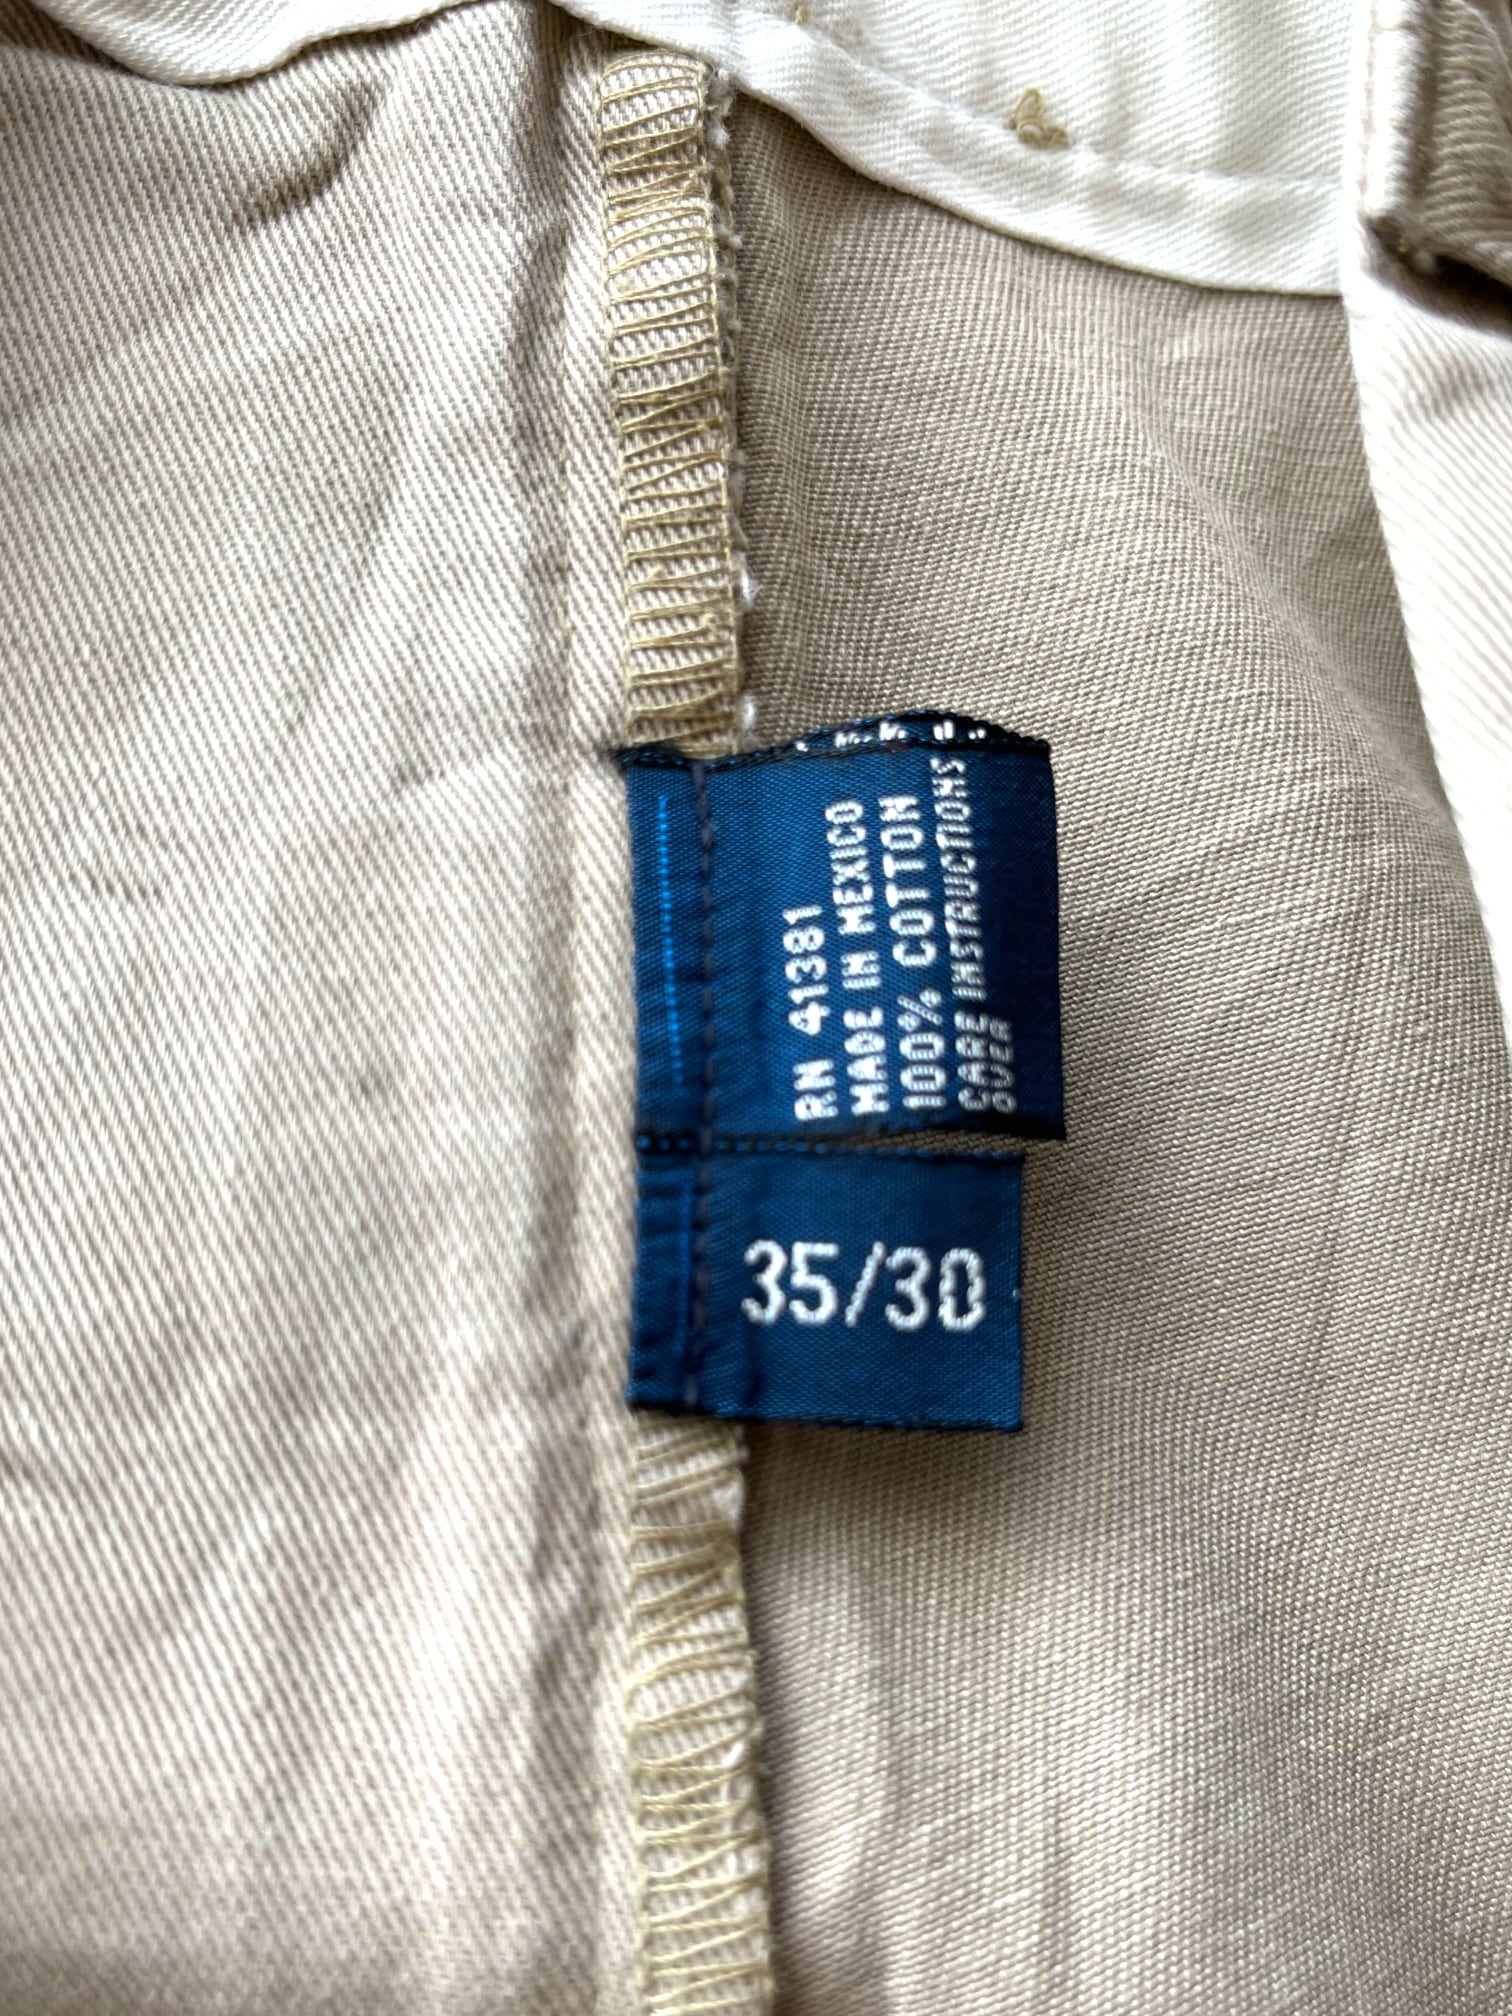 RN 41381
MADE IN MEXICO
100% COTTON
CARE INSTRUCTIONS
OVER
35/30